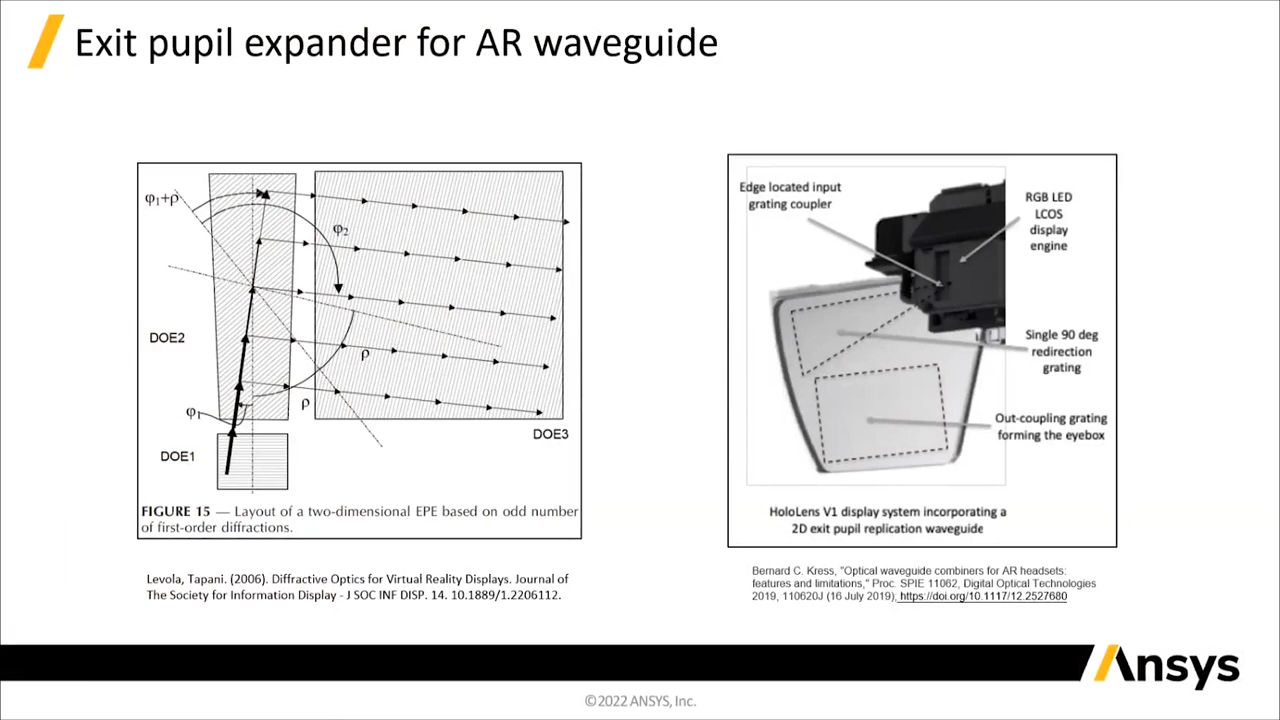 Exit pupil expander for AR waveguide
φ₁+ρ
φ₂
DOE2
ρ
φ₁
ρ
DOE3
DOE1
FIGURE 15 — Layout of a two-dimensional EPE based on odd number
of first-order diffractions.
Levola, Tapani. (2006). Diffractive Optics for Virtual Reality Displays. Journal of
The Society for Information Display - J SOC INF DISP. 14. 10.1889/1.2206112.
Edge located input
grating coupler
RGB LED
LCOS
display
engine
Single 90 deg
redirection
grating
Out-coupling grating
forming the eyebox
HoloLens V1 display system incorporating a
2D exit pupil replication waveguide
Bernard C. Kress, "Optical waveguide combiners for AR headsets:
features and limitations," Proc. SPIE 11062, Digital Optical Technologies
2019, 110620J (16 July 2019); https://doi.org/10.1117/12.2527680
Ansys
©2022 ANSYS, Inc.